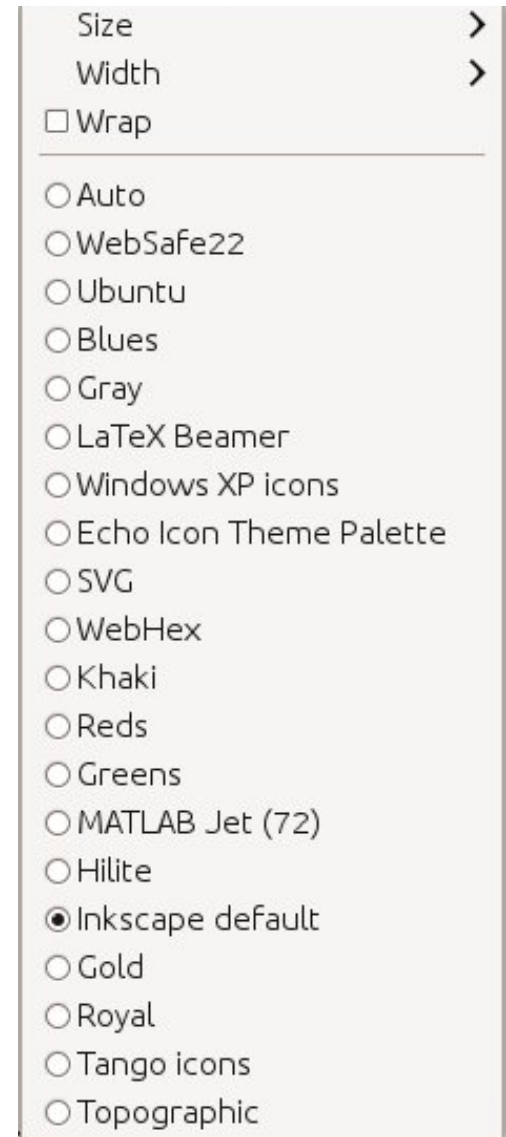 Size
Width
Wrap
Auto
WebSafe22
Ubuntu
Blues
Gray
LaTeX Beamer
Windows XP icons
Echo Icon Theme Palette
SVG
WebHex
Khaki
Reds
Greens
MATLAB Jet (72)
Hilite
Inkscape default
Gold
Royal
Tango icons
Topographic